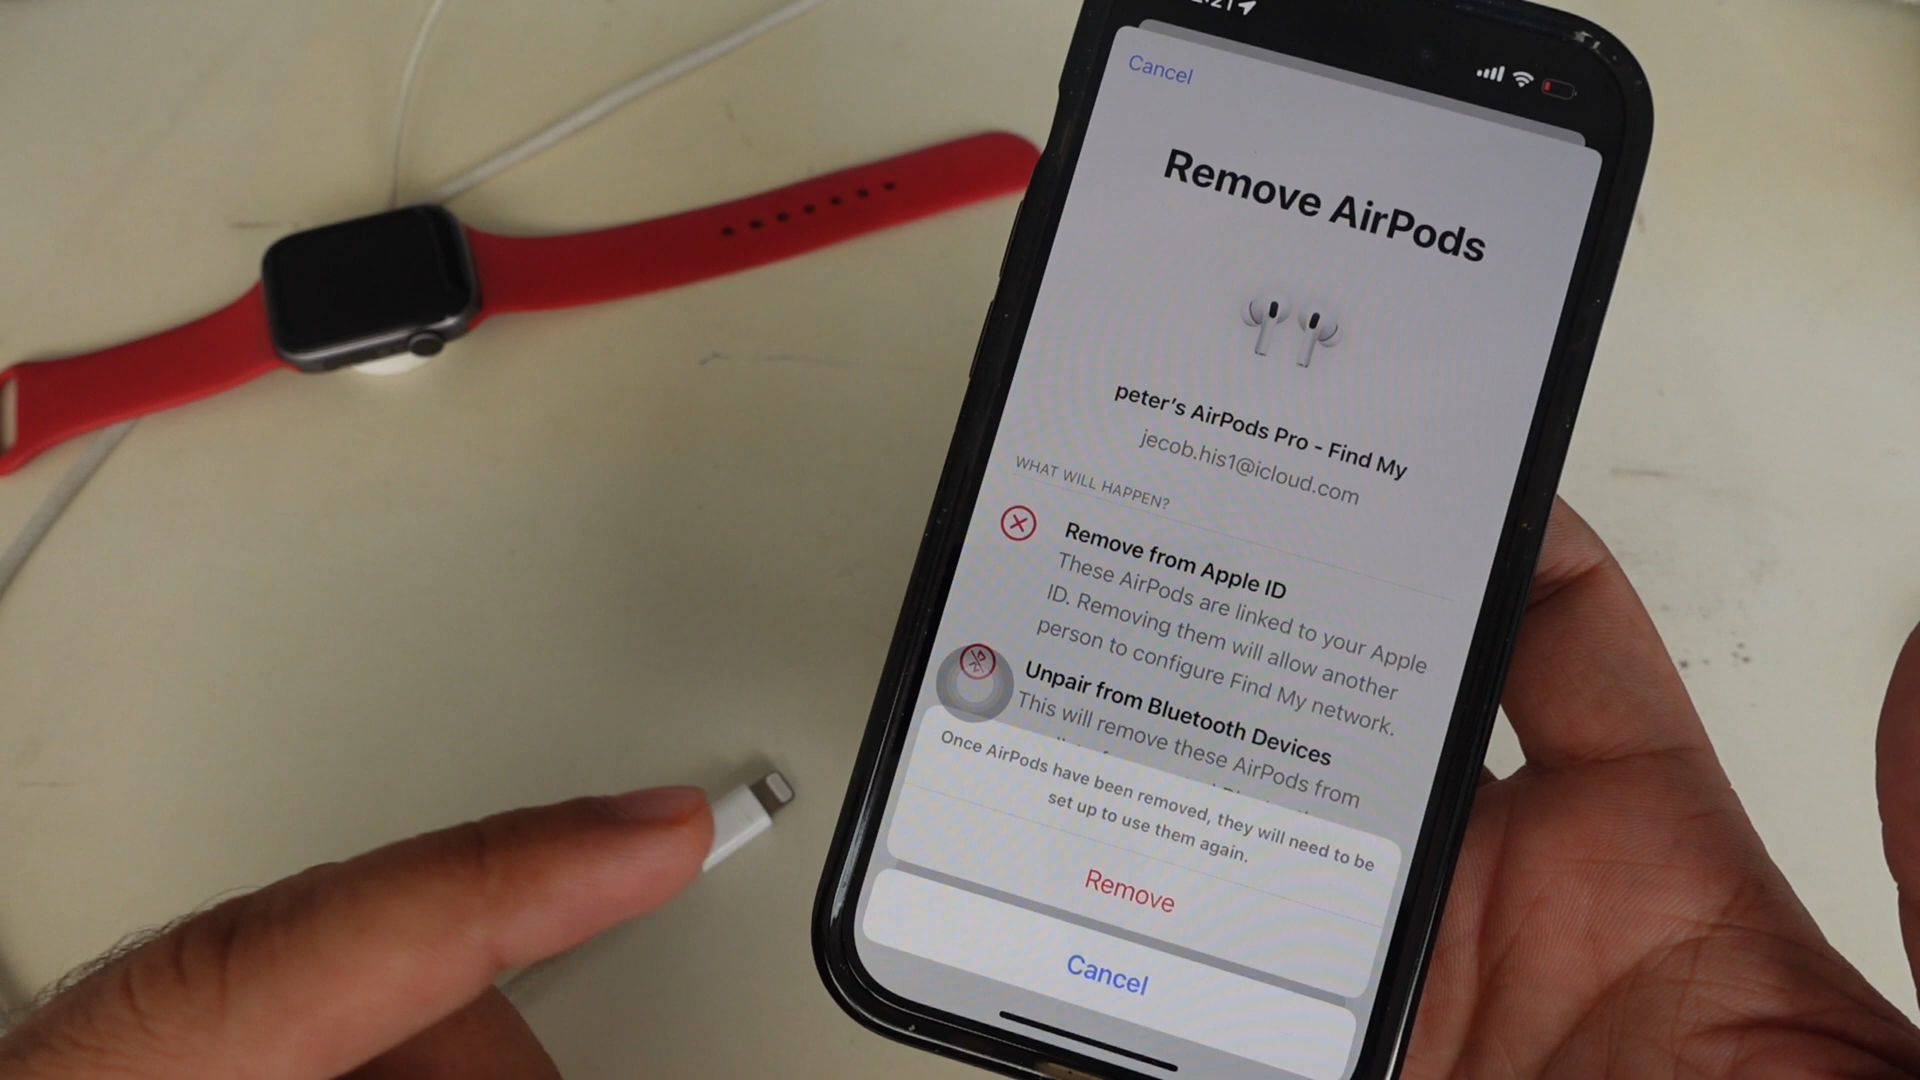 Cancel
Remove AirPods
peter's AirPods Pro - Find My
jecob.his1@icloud.com
WHAT WILL HAPPEN?
Remove from Apple ID
These AirPods are linked to your Apple
ID. Removing them will allow another
person to configure Find My network.
Unpair from Bluetooth Devices
This will remove these AirPods from
Once AirPods have been removed, they will need to be
set up to use them again.
Remove
Cancel